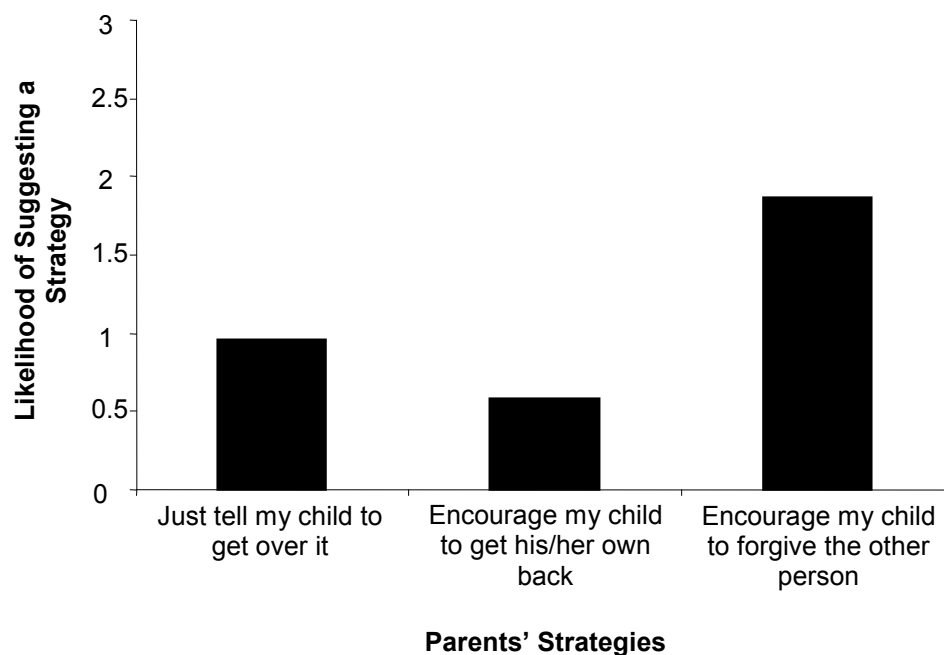 Likelihood of Suggesting a
Strategy
3
2.5
2
1.5
1
0.5
0
Just tell my child to
get over it
Encourage my child
to get his/her own
back
Encourage my child
to forgive the other
person
Parents’ Strategies